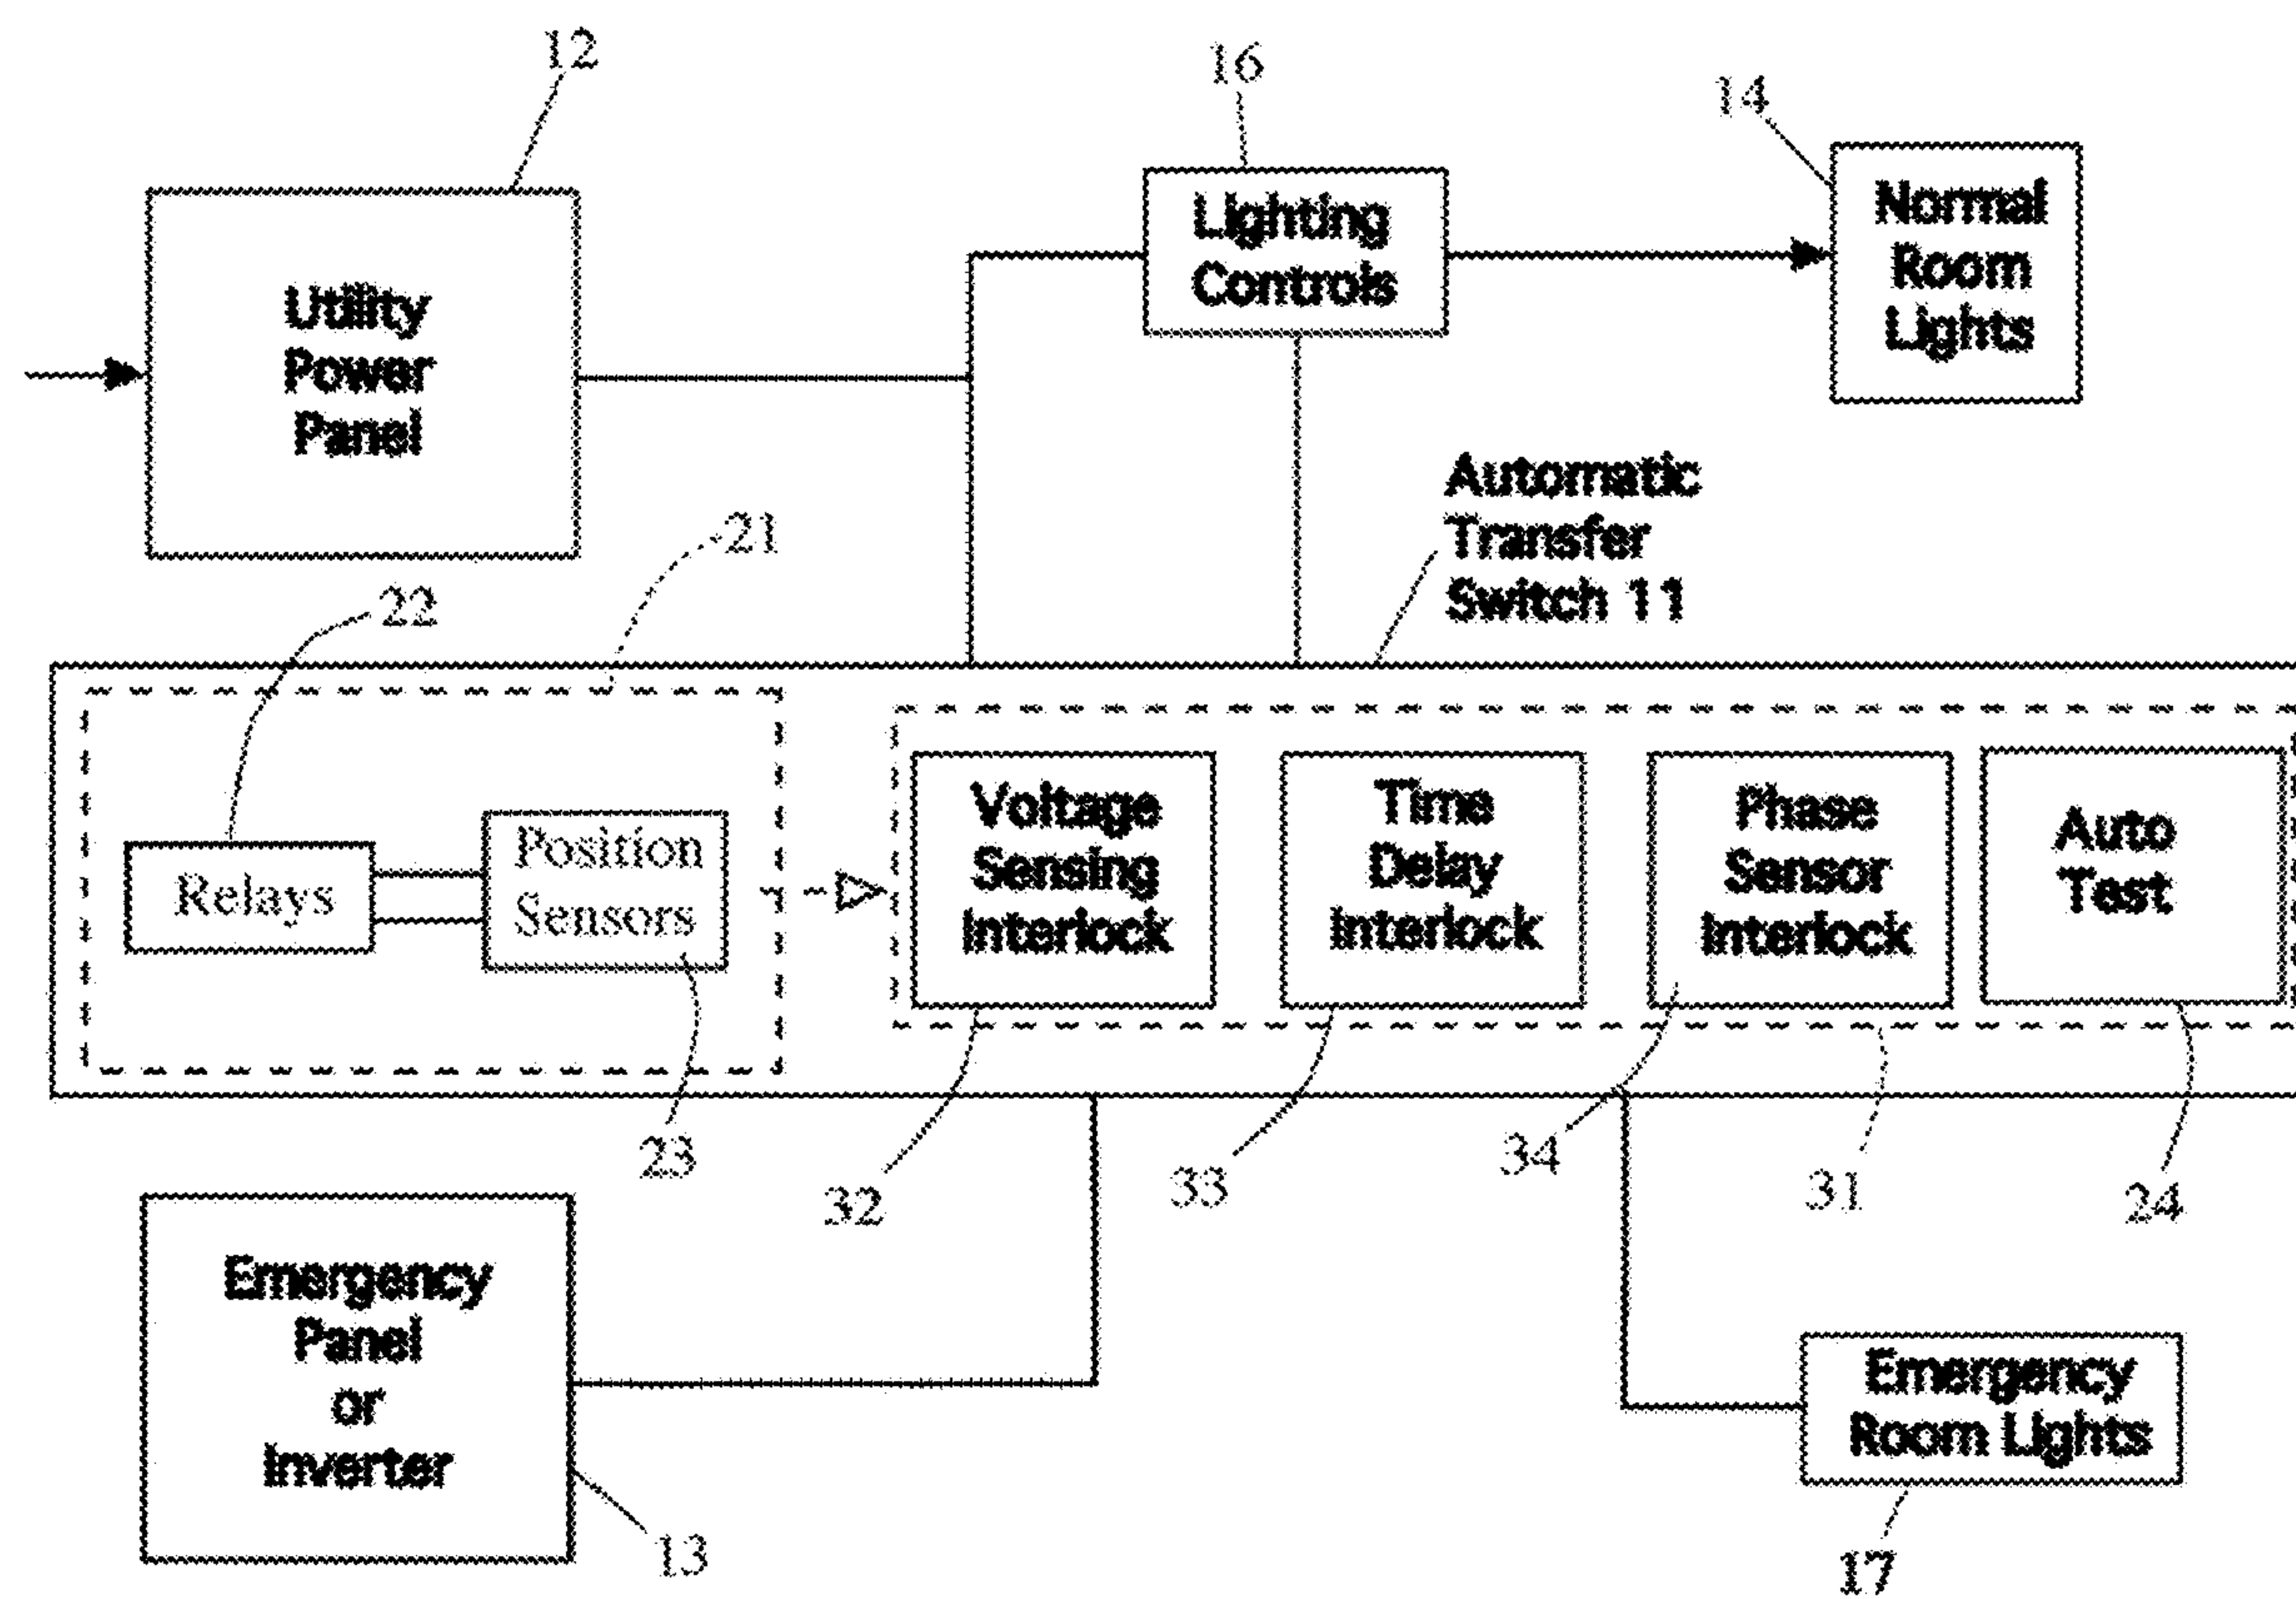 12
16
14
Utility
Power
Panel
Lighting
Controls
Normal
Room
Lights
21
22
Automatic
Transfer
Switch 11
Relays
Position
Sensors
Voltage
Sensing
Interlock
Time
Delay
Interlock
Phase
Sensor
Interlock
Auto
Test
23
32
33
34
31
24
Emergency
Panel
or
Inverter
13
Emergency
Room Lights
17